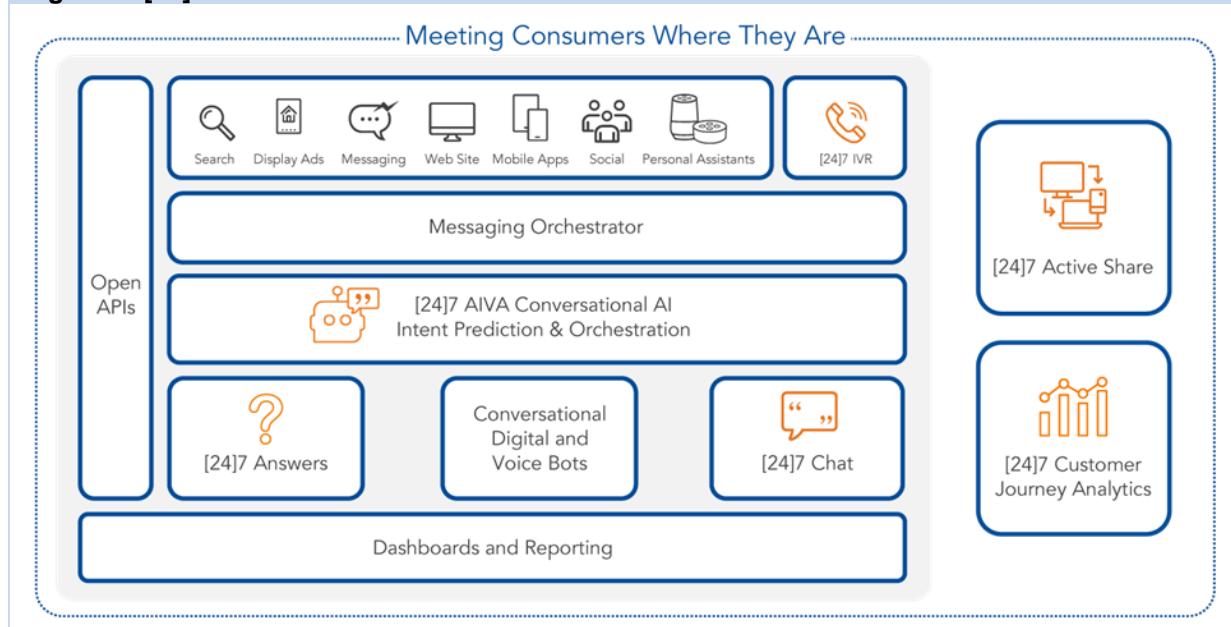 Meeting Consumers Where They Are
Open
APIs
Search
Display Ads
Messaging
Web Site
Mobile Apps
Social
Personal Assistants
[24]7 IVR
Messaging Orchestrator
[24]7 AIVA Conversational AI
Intent Prediction & Orchestration
[24]7 Answers
Conversational
Digital and
Voice Bots
[24]7 Chat
Dashboards and Reporting
[24]7 Active Share
[24]7 Customer
Journey Analytics